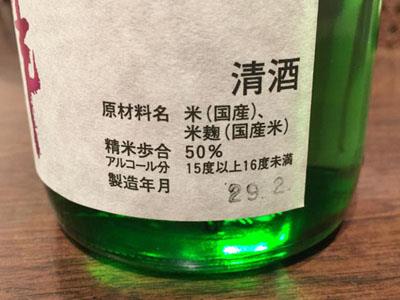 清酒
原材料名 米(国産)、
米麹(国産米)
精米歩合 50%
アルコール分 15度以上16度未満
製造年月 29.2.